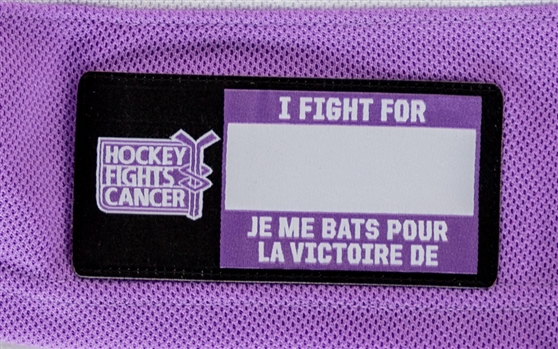 HOCKEY
FIGHTS
CANCER
I FIGHT FOR
JE ME BATS POUR
LA VICTOIRE DE